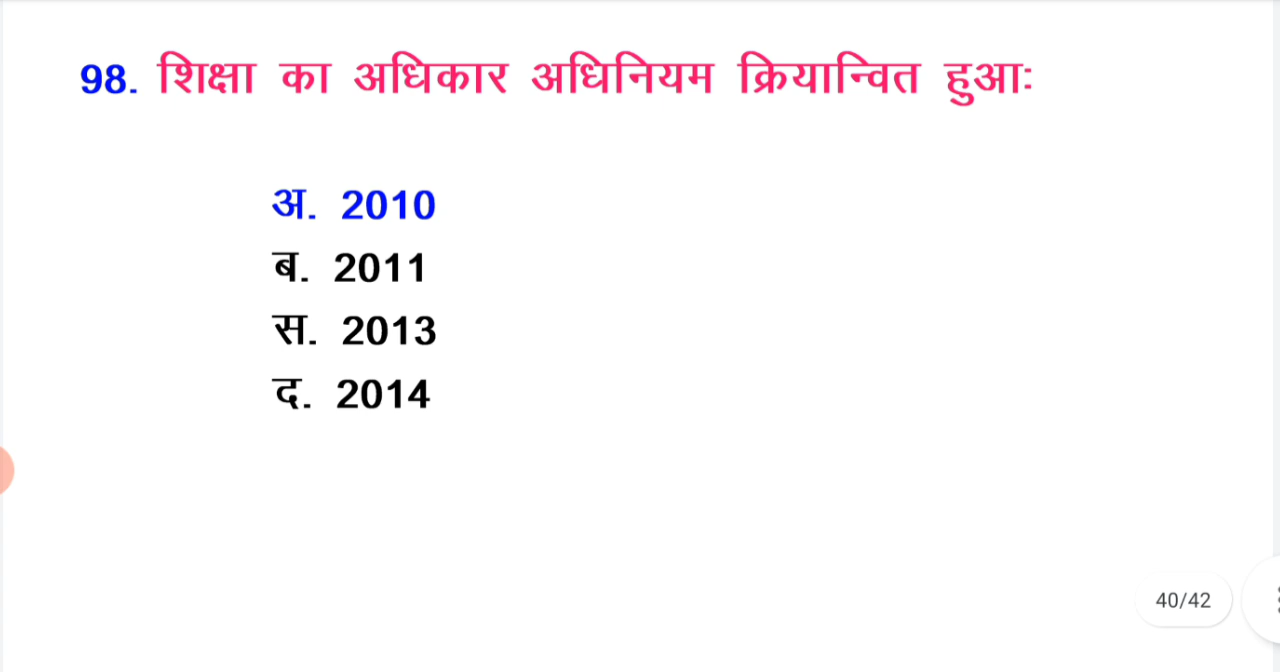 98. शिक्षा का अधिकार अधिनियम क्रियान्वित हुआः
अ. 2010
ब. 2011
स. 2013
द. 2014
40/42